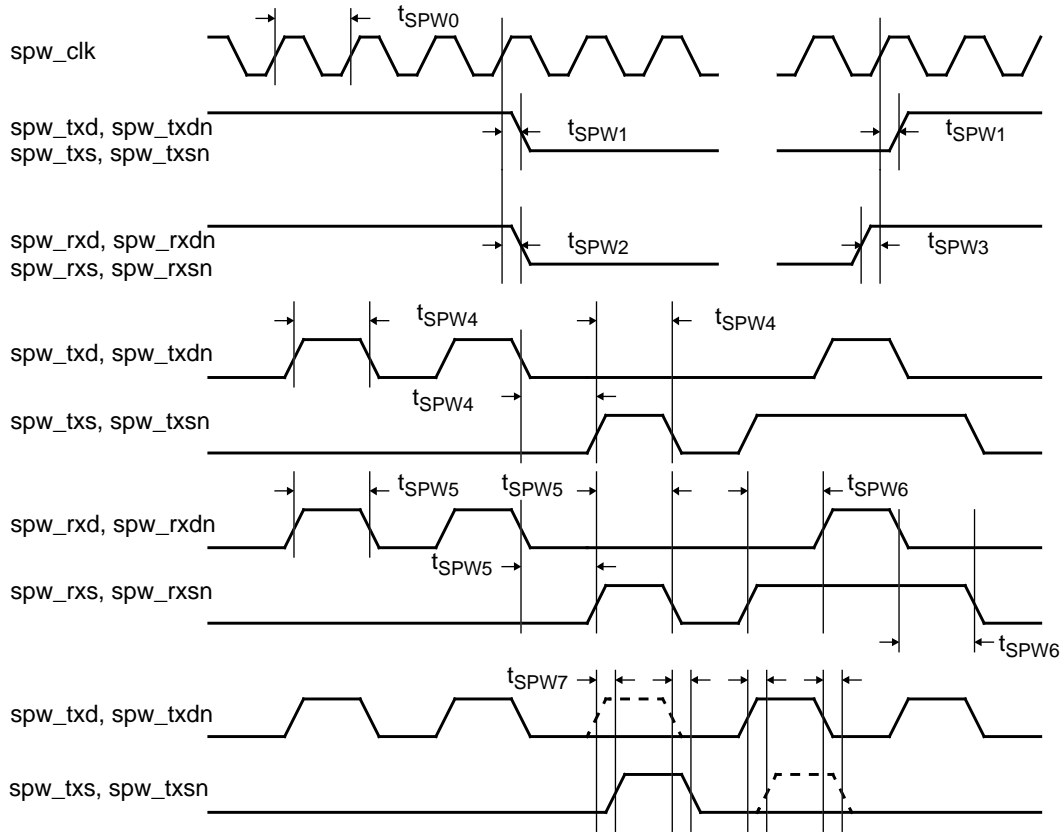 tSPW0
spw_clk
spw_txd, spw_txdn
spw_txs, spw_txsn
tSPW1
tSPW1
spw_rxd, spw_rxdn
spw_rxs, spw_rxsn
tSPW2
tSPW3
tSPW4
tSPW4
spw_txd, spw_txdn
tSPW4
spw_txs, spw_txsn
tSPW5
tSPW5
tSPW6
spw_rxd, spw_rxdn
tSPW5
spw_rxs, spw_rxsn
tSPW6
tSPW7
spw_txd, spw_txdn
spw_txs, spw_txsn